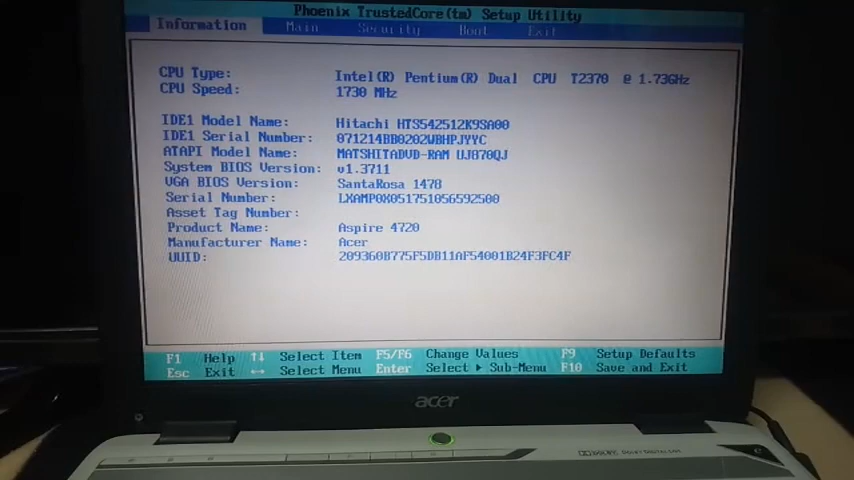 Phoenix TrustedCore(tm) Setup Utility
Information Main Security Boot Exit
CPU Type: Intel(R) Pentium(R) Dual CPU T2370 @ 1.73GHz
CPU Speed: 1730 MHz
IDE1 Model Name: Hitachi HTS542512K9SA00
IDE1 Serial Number: 071214BB0202WBHPJYYC
ATAPI Model Name: MATSHITADVD-RAM UJ870QJ
System BIOS Version: v1.3711
VGA BIOS Version: SantaRosa 1478
Serial Number: LXAMP0X051751056592500
Asset Tag Number:
Product Name: Aspire 4720
Manufacturer Name: Acer
UUID: 209360B775F5DB11AF54001B24F3FC4F
F1 Help ↑↓ Select Item F5/F6 Change Values F9 Setup Defaults
Esc Exit ↔ Select Menu Enter Select ▶ Sub-Menu F10 Save and Exit
acer